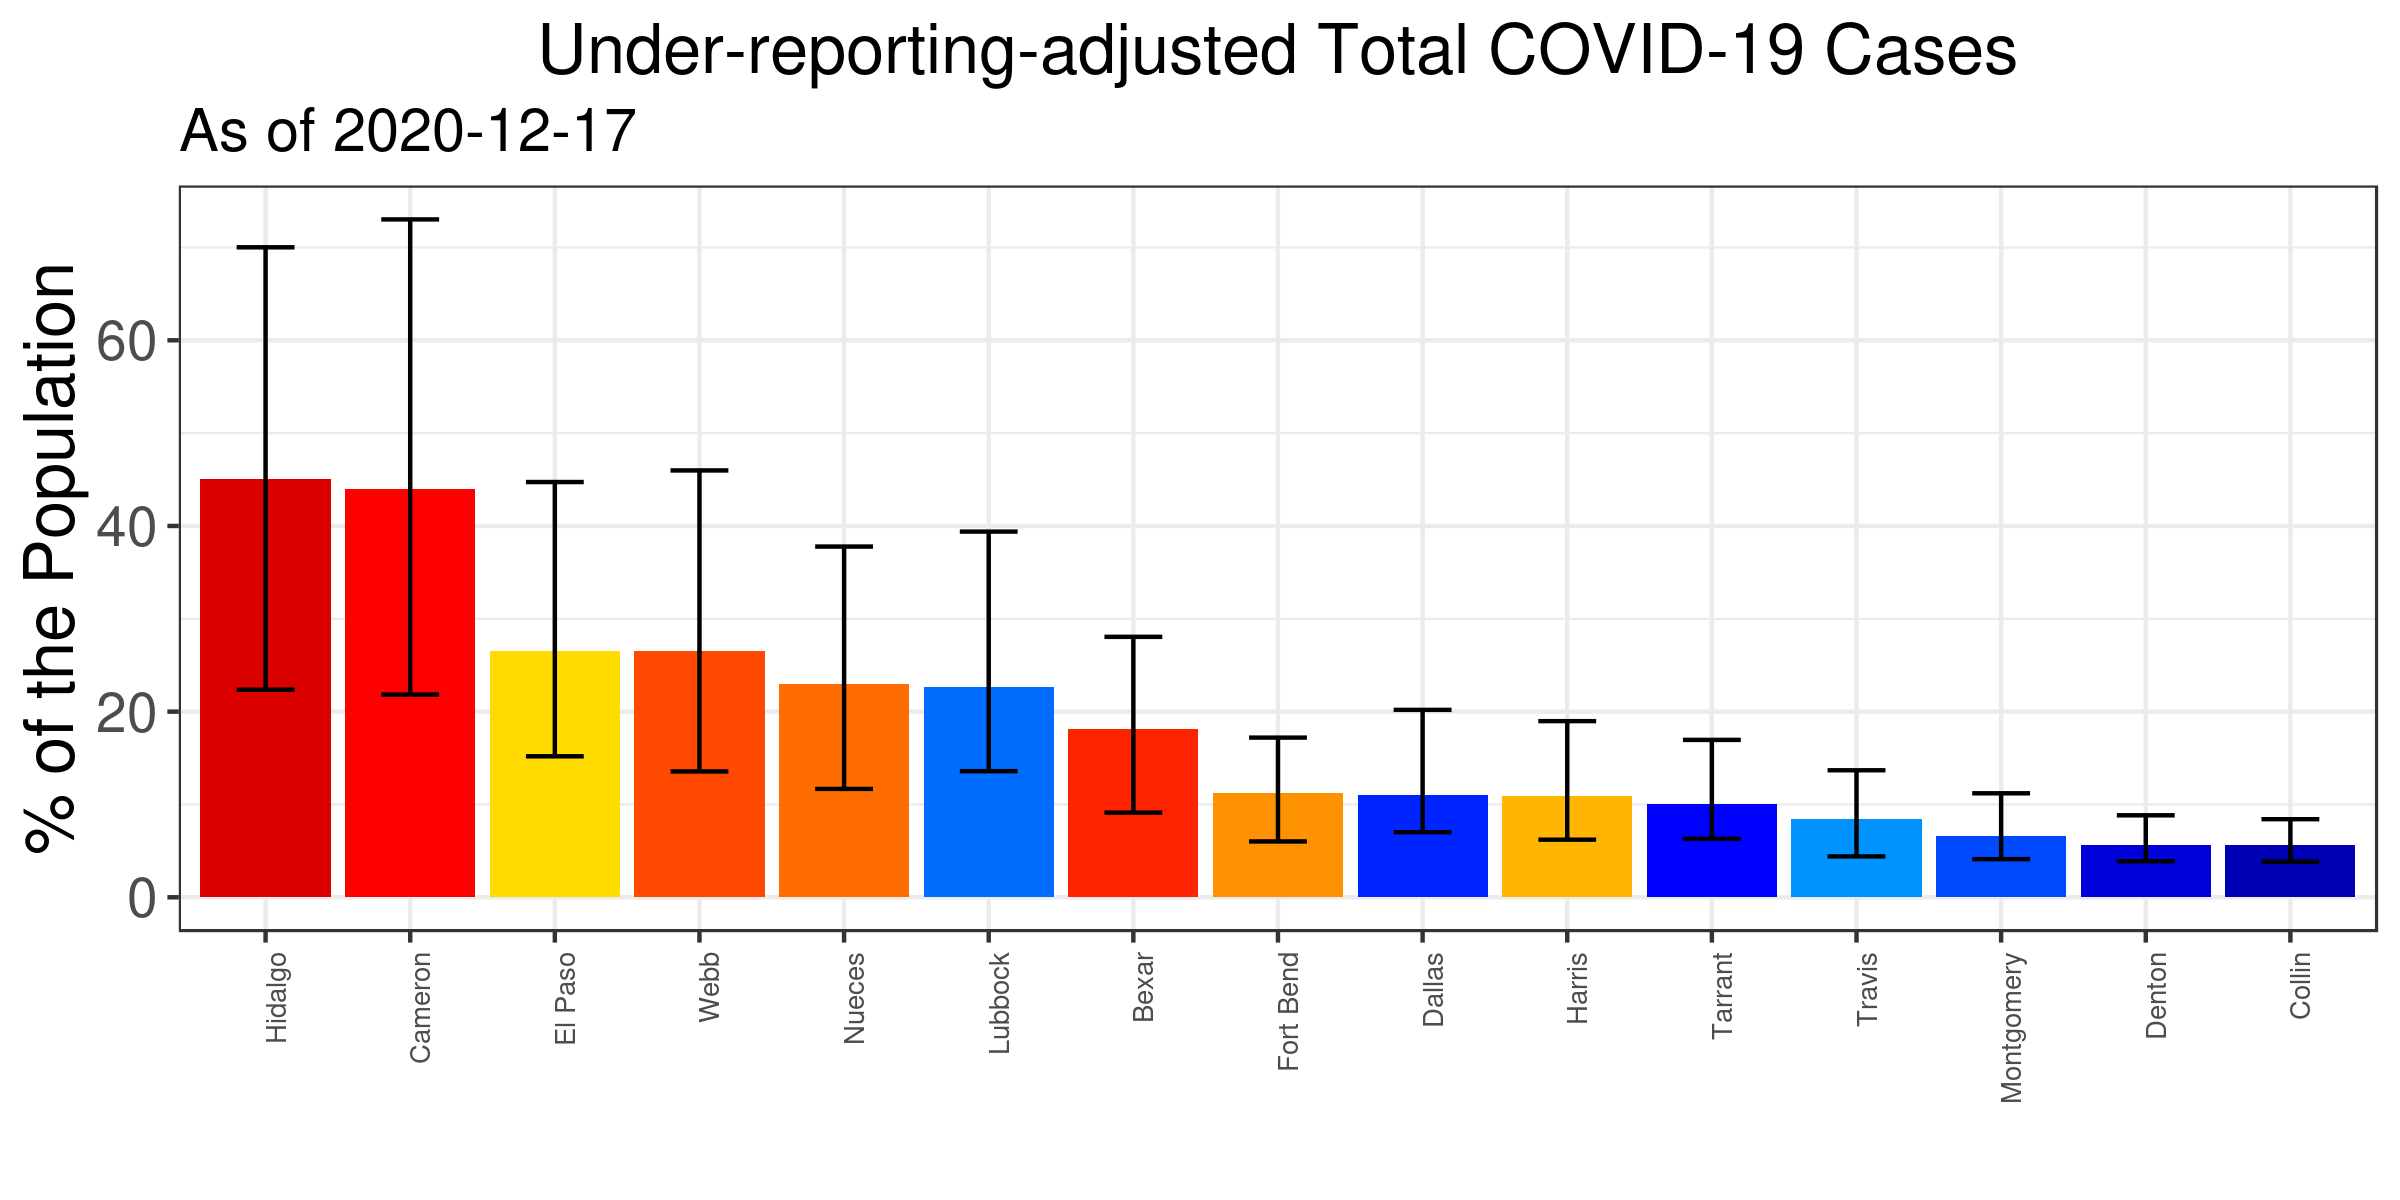 Under-reporting-adjusted Total COVID-19 Cases
As of 2020-12-17
% of the Population
60
40
20
0
Hidalgo
Cameron
El Paso
Webb
Nueces
Lubbock
Bexar
Fort Bend
Dallas
Harris
Tarrant
Travis
Montgomery
Denton
Collin